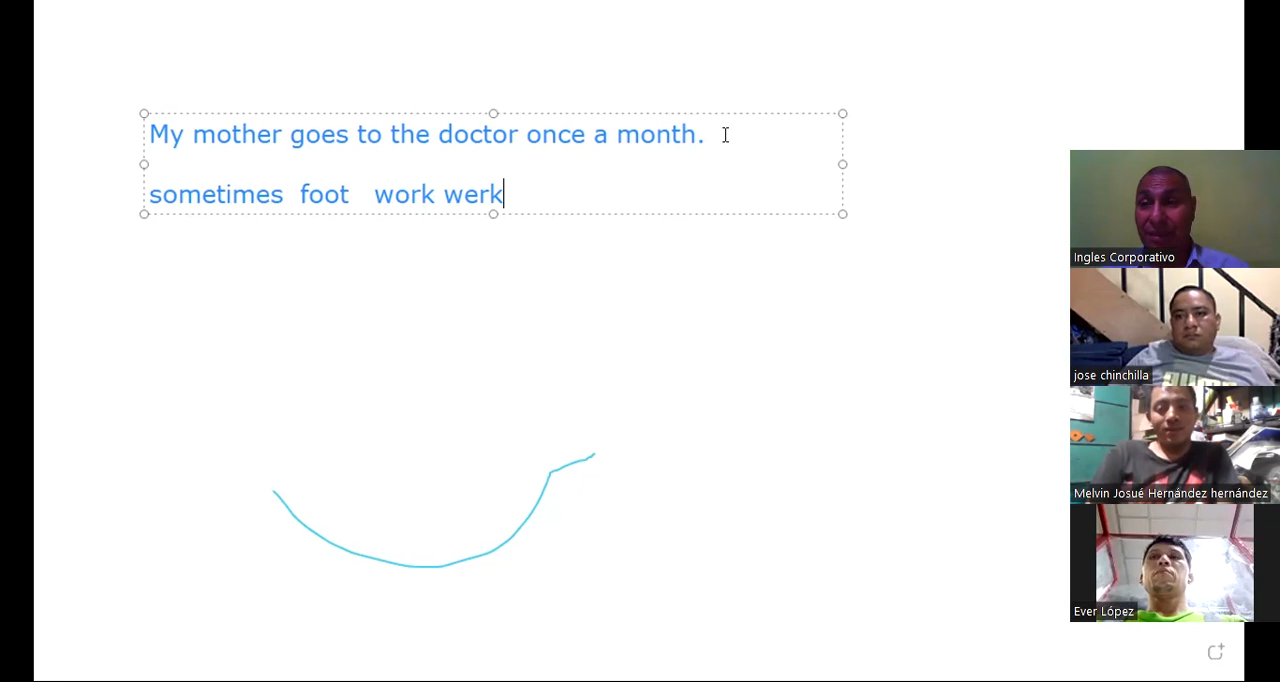 My mother goes to the doctor once a month.
sometimes foot work werk
Ingles Corporativo
jose chinchilla
Melvin Josué Hernández hernández
Ever López